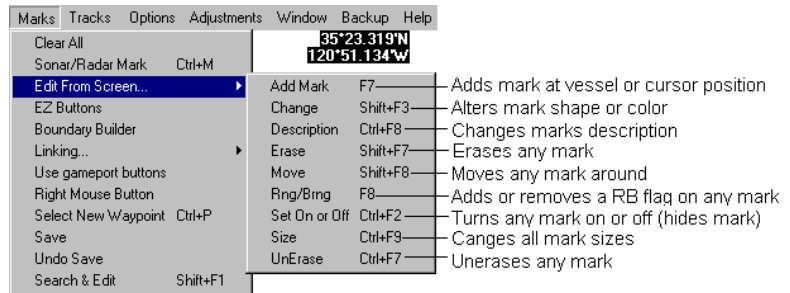 Marks Tracks Options Adjustments Window Backup Help
35°23.319'N
120°51.134'W
Clear All
Sonar/Radar Mark Ctrl+M
Edit From Screen...
EZ Buttons
Boundary Builder
Linking...
Use gameport buttons
Right Mouse Button
Select New Waypoint Ctrl+P
Save
Undo Save
Search & Edit Shift+F1
Add Mark F7 Adds mark at vessel or cursor position
Change Shift+F3 Alters mark shape or color
Description Ctrl+F8 Changes marks description
Erase Shift+F7 Erases any mark
Move Shift+F8 Moves any mark around
Rng/Brng F8 Adds or removes a RB flag on any mark
Set On or Off Ctrl+F2 Turns any mark on or off (hides mark)
Size Ctrl+F9 Canges all mark sizes
UnErase Ctrl+F7 Unerases any mark